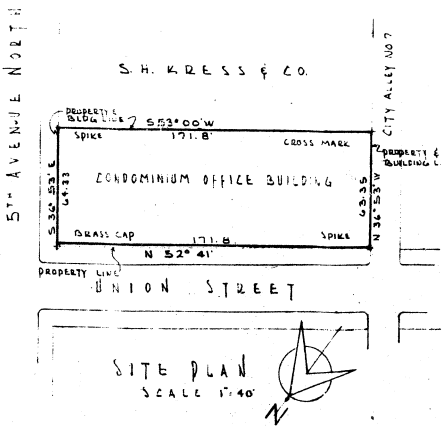 5TH AVENUE NORTH
S. H. KRESS & CO.
CITY ALLEY NO 7
PROPERTY &
BLDG LINE
S 53° 00' W
SPIKE
171.8'
CROSS MARK
PROPERTY &
BUILDING L
S 36° 53' E
64.33
CONDOMINIUM OFFICE BUILDING
63.35
N 36° 53' W
BRASS CAP
171.8
SPIKE
N 52° 41'
PROPERTY LINE
UNION STREET
SITE PLAN
SCALE 1"=40'
N